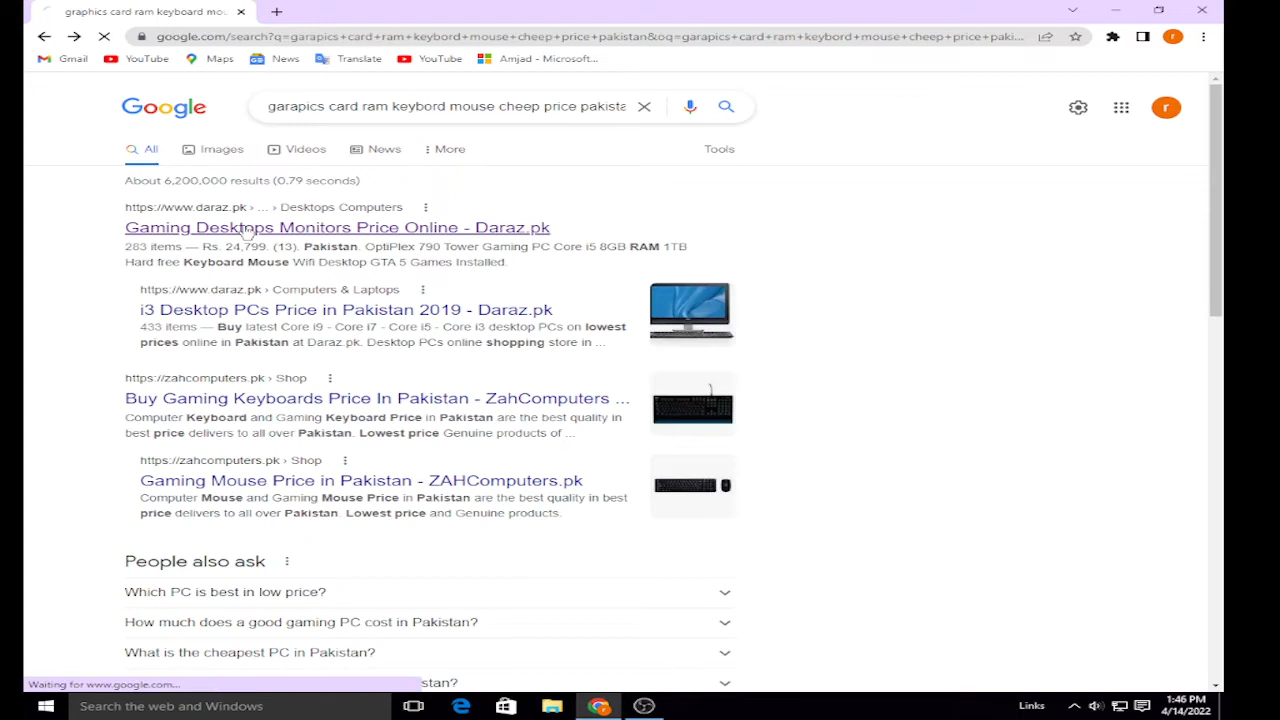 graphics card ram keyboard mou
google.com/search?q=garapics+card+ram+keybord+mouse+cheep+price+pakistan&oq=garapics+card+ram+keybord+mouse+cheep+price+paki...
r
Gmail YouTube Maps News Translate YouTube Amjad - Microsoft...
Google
garapics card ram keybord mouse cheep price pakista
r
All Images Videos News More Tools
About 6,200,000 results (0.79 seconds)
https://www.daraz.pk › ... › Desktops Computers
Gaming Desktops Monitors Price Online - Daraz.pk
283 items — Rs. 24,799. (13). Pakistan. OptiPlex 790 Tower Gaming PC Core i5 8GB RAM 1TB
Hard free Keyboard Mouse Wifi Desktop GTA 5 Games Installed.
https://www.daraz.pk › Computers & Laptops
i3 Desktop PCs Price in Pakistan 2019 - Daraz.pk
433 items — Buy latest Core i9 - Core i7 - Core i5 - Core i3 desktop PCs on lowest
prices online in Pakistan at Daraz.pk. Desktop PCs online shopping store in ...
https://zahcomputers.pk › Shop
Buy Gaming Keyboards Price In Pakistan - ZahComputers ...
Computer Keyboard and Gaming Keyboard Price in Pakistan are the best quality in
best price delivers to all over Pakistan. Lowest price Genuine products of ...
https://zahcomputers.pk › Shop
Gaming Mouse Price in Pakistan - ZAHComputers.pk
Computer Mouse and Gaming Mouse Price in Pakistan are the best quality in best
price delivers to all over Pakistan. Lowest price and Genuine products.
People also ask
Which PC is best in low price?
How much does a good gaming PC cost in Pakistan?
What is the cheapest PC in Pakistan?
stan?
Waiting for www.google.com...
Search the web and Windows
Links
1:46 PM
4/14/2022